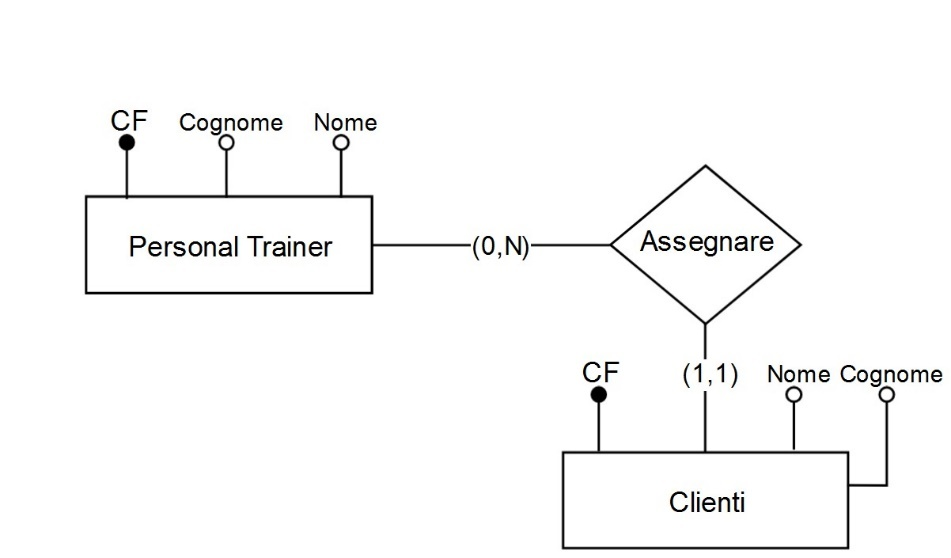 CF Cognome Nome
Personal Trainer
(0,N)
Assegnare
CF (1,1) Nome Cognome
Clienti